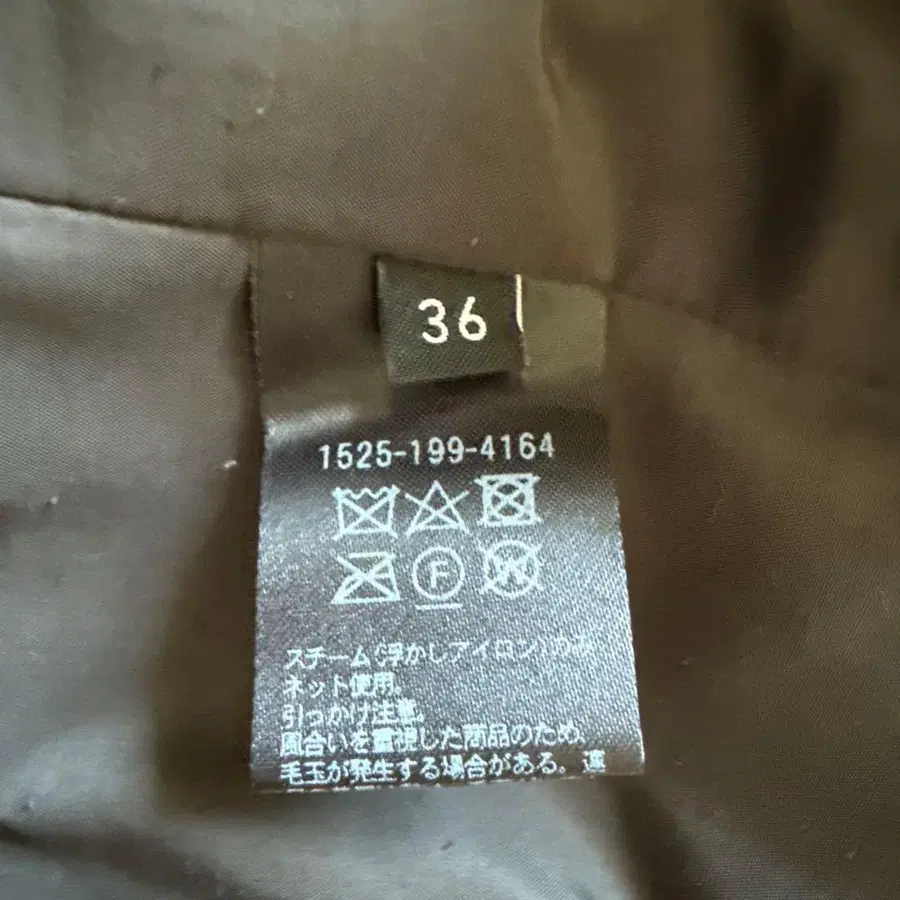 36
1525-199-4164
F
W
スチーム(浮かしアイロン)のみ
ネット使用。
引っかけ注意。
風合いを重視した商品のため、
毛玉が発生する場合がある。連